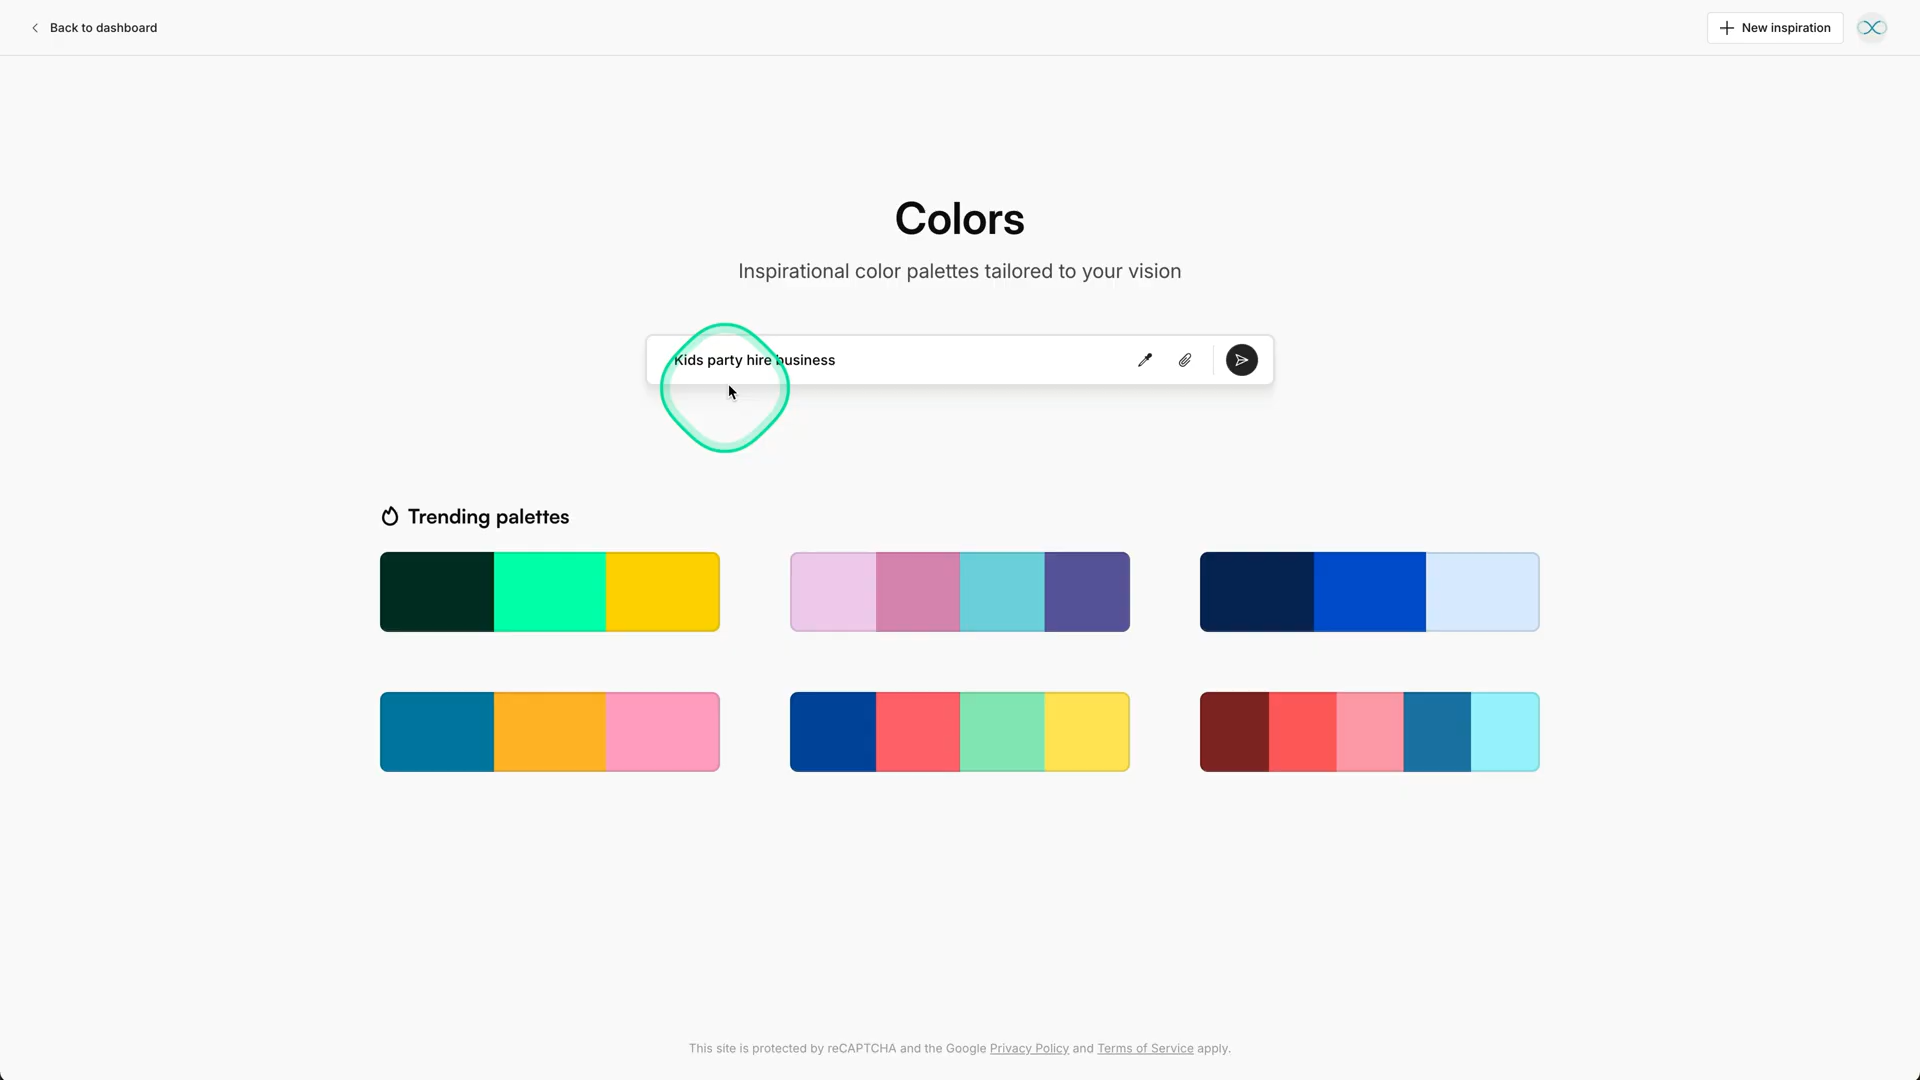 Back to dashboard
New inspiration
Colors
Inspirational color palettes tailored to your vision
Kids party hire business
Trending palettes
This site is protected by reCAPTCHA and the Google Privacy Policy and Terms of Service apply.